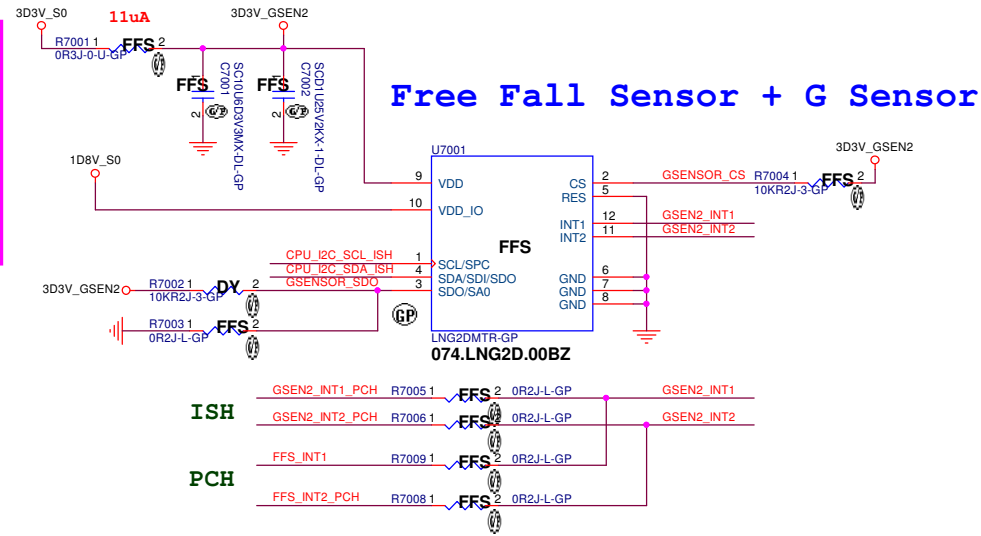 3D3V_S0
11uA
3D3V_GSEN2
R7001 1 FFS 2
0R3J-0-U-GP
FFS
1
2
C7001
SC10U6D3V3MX-DL-GP
FFS
1
2
C7002
SCD1U25V2KX-1-DL-GP
Free Fall Sensor + G Sensor
1D8V_S0
U7001
3D3V_GSEN2
9 VDD
CS 2 GSENSOR_CS R7004 1 FFS 2
10KR2J-3-GP
RES 5
10 VDD_IO
INT1 12 GSEN2_INT1
INT2 11 GSEN2_INT2
FFS
CPU_I2C_SCL_ISH 1 SCL/SPC
CPU_I2C_SDA_ISH 4 SDA/SDI/SDO
GSENSOR_SDO 3 SDO/SA0
GND 6
GND 7
GND 8
3D3V_GSEN2 R7002 1 DY 2
10KR2J-3-GP
GP
R7003 1 FFS 2
0R2J-L-GP
LNG2DMTR-GP
074.LNG2D.00BZ
ISH
GSEN2_INT1_PCH R7005 1 FFS 2 0R2J-L-GP GSEN2_INT1
GSEN2_INT2_PCH R7006 1 FFS 2 0R2J-L-GP GSEN2_INT2
PCH
FFS_INT1 R7009 1 FFS 2 0R2J-L-GP
FFS_INT2_PCH R7008 1 FFS 2 0R2J-L-GP